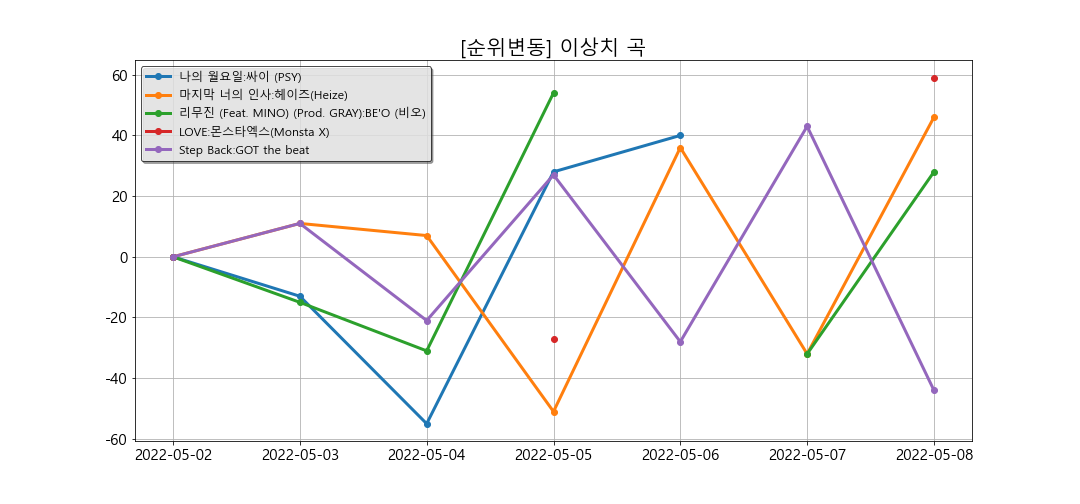 [순위변동] 이상치 곡
나의 월요일:싸이 (PSY)
마지막 너의 인사:헤이즈(Heize)
리무진 (Feat. MINO) (Prod. GRAY):BE'O (비오)
LOVE:몬스타엑스(Monsta X)
Step Back:GOT the beat
60
40
20
0
-20
-40
-60
2022-05-02 2022-05-03 2022-05-04 2022-05-05 2022-05-06 2022-05-07 2022-05-08